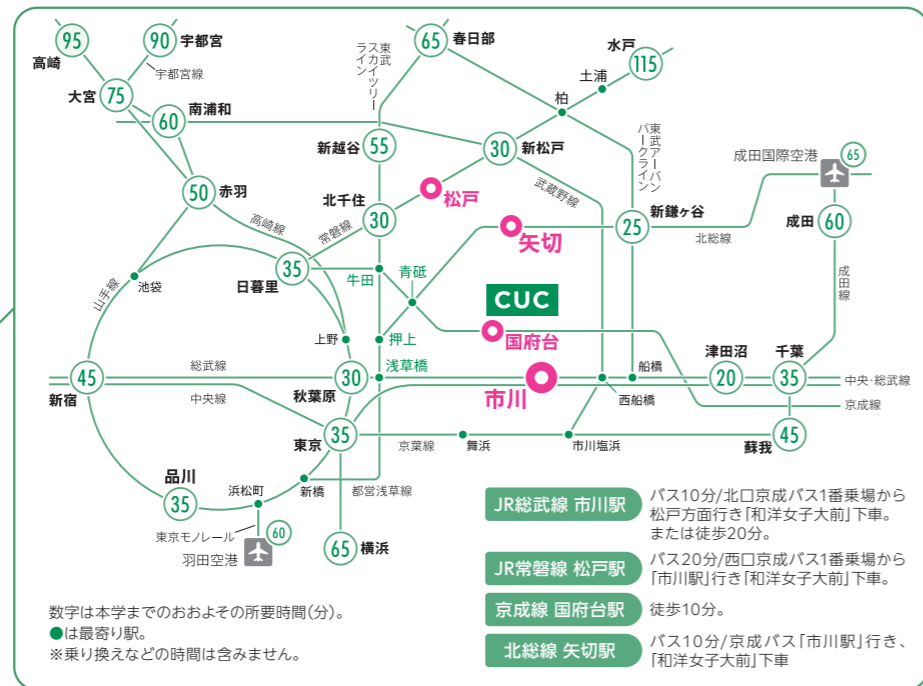 95
高崎
90
宇都宮
宇都宮線
大宮
75
60
南浦和
東武
スカイツリー
ライン
65
春日部
水戸
115
土浦
柏
新越谷
55
30
新松戸
東武アーバン
パークライン
成田国際空港
65
50
赤羽
北千住
30
松戸
武蔵野線
高崎線
常磐線
矢切
新鎌ヶ谷
25
北総線
成田
60
日暮里
35
牛田
青砥
山手線
池袋
CUC
国府台
成田線
上野
押上
浅草橋
総武線
新宿
45
中央線
秋葉原
30
市川
船橋
西船橋
津田沼
20
千葉
35
中央・総武線
京成線
東京
35
京葉線
舞浜
市川塩浜
蘇我
45
品川
35
浜松町
新橋
都営浅草線
東京モノレール
羽田空港
60
65
横浜
JR総武線 市川駅
バス10分/北口京成バス1番乗場から
松戸方面行き「和洋女子大前」下車。
または徒歩20分。
JR常磐線 松戸駅
バス20分/西口京成バス1番乗場から
「市川駅」行き「和洋女子大前」下車。
京成線 国府台駅
徒歩10分。
北総線 矢切駅
バス10分/京成バス「市川駅」行き、
「和洋女子大前」下車
数字は本学までのおおよその所要時間(分)。
●は最寄り駅。
※乗り換えなどの時間は含みません。